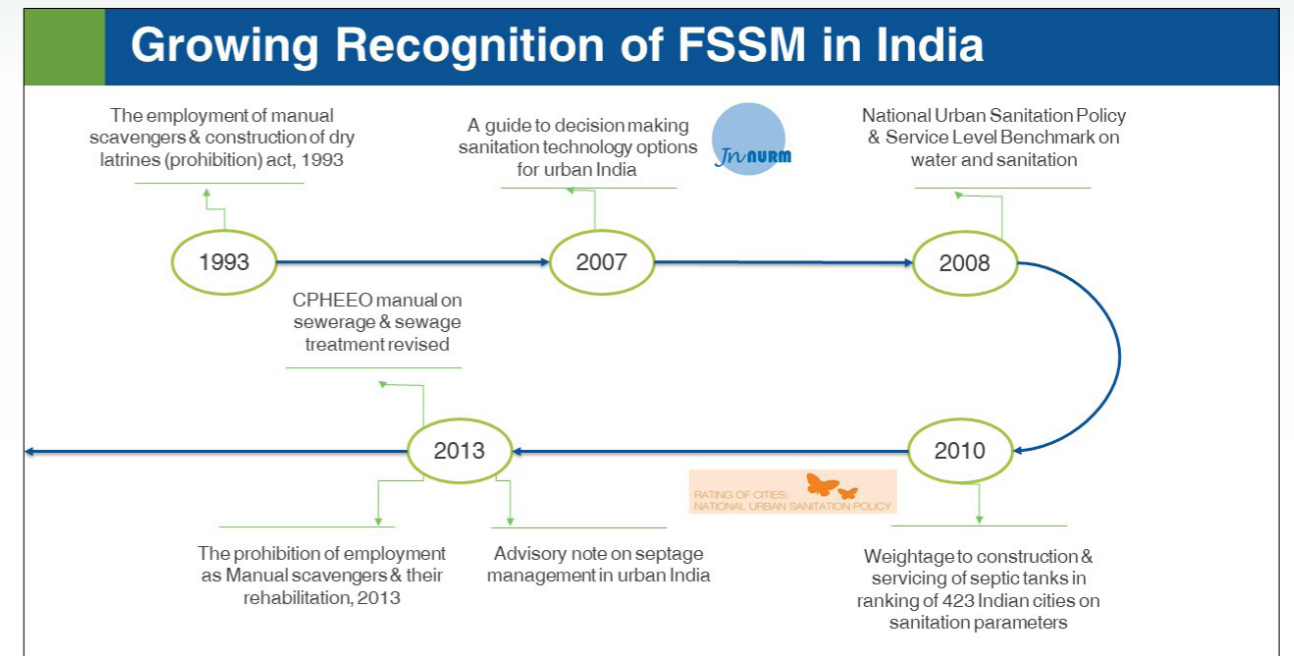 Growing Recognition of FSSM in India
The employment of manual
scavengers & construction of dry
latrines (prohibition) act, 1993
A guide to decision making
sanitation technology options
for urban India
JnNURM
National Urban Sanitation Policy
& Service Level Benchmark on
water and sanitation
1993
2007
2008
CPHEEO manual on
sewerage & sewage
treatment revised
2013
2010
RATING OF CITIES:
NATIONAL URBAN SANITATION POLICY
The prohibition of employment
as Manual scavengers & their
rehabilitation, 2013
Advisory note on septage
management in urban India
Weightage to construction &
servicing of septic tanks in
ranking of 423 Indian cities on
sanitation parameters